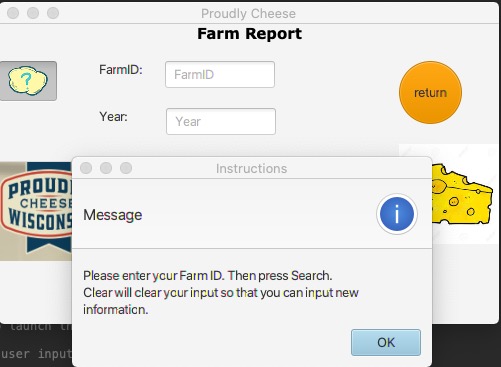 Proudly Cheese
Farm Report
?
FarmID:
FarmID
return
Year:
Year
PROUDL
CHEESE
WISCONS
Instructions
Message
i
Please enter your Farm ID. Then press Search.
Clear will clear your input so that you can input new
information.
OK
launch th
user input